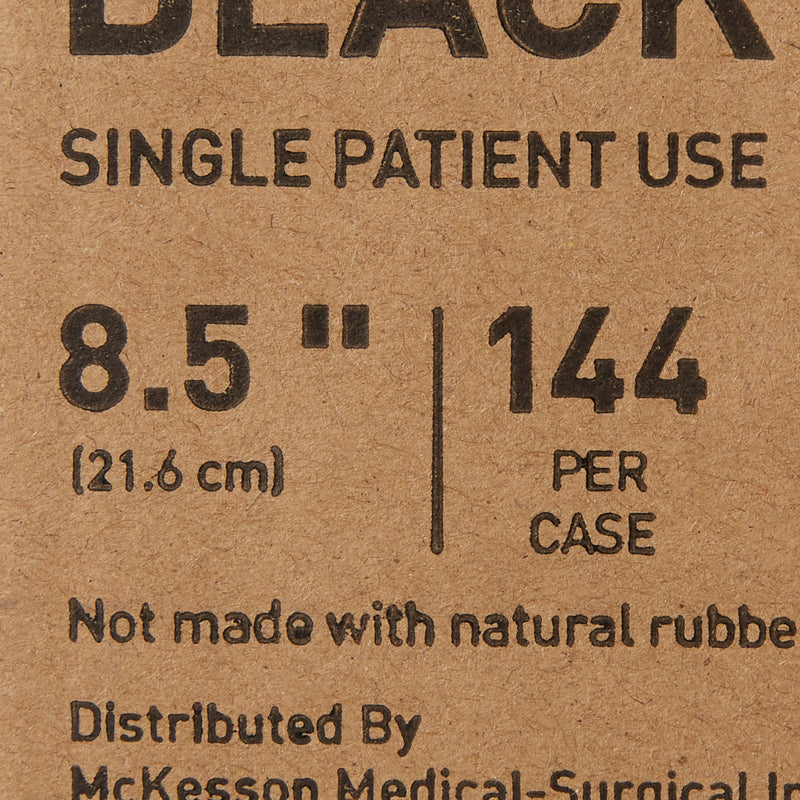 BLACK
SINGLE PATIENT USE
8.5 "
(21.6 cm)
144
PER
CASE
Not made with natural rubbe
Distributed By
McKesson Medical-Surgical In